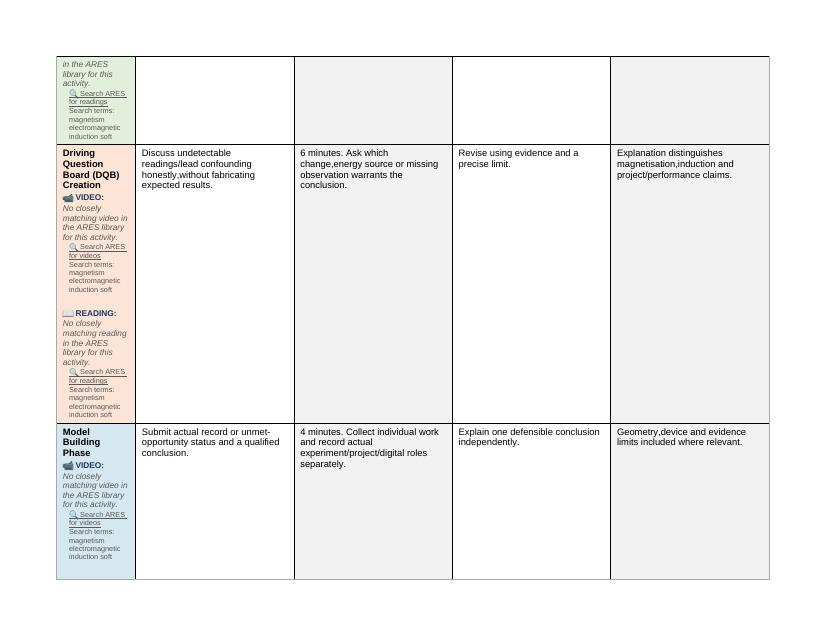 in the ARES
library for this
activity.
🔍 Search ARES
for readings
Search terms:
magnetism
electromagnetic
induction soft
Driving
Question
Board (DQB)
Creation
📹 VIDEO:
No closely
matching video in
the ARES library
for this activity.
🔍 Search ARES
for videos
Search terms:
magnetism
electromagnetic
induction soft
📖 READING:
No closely
matching reading
in the ARES
library for this
activity.
🔍 Search ARES
for readings
Search terms:
magnetism
electromagnetic
induction soft
Discuss undetectable
readings/lead confounding
honestly,without fabricating
expected results.
6 minutes. Ask which
change,energy source or missing
observation warrants the
conclusion.
Revise using evidence and a
precise limit.
Explanation distinguishes
magnetisation,induction and
project/performance claims.
Model
Building
Phase
📹 VIDEO:
No closely
matching video in
the ARES library
for this activity.
🔍 Search ARES
for videos
Search terms:
magnetism
electromagnetic
induction soft
Submit actual record or unmet-
opportunity status and a qualified
conclusion.
4 minutes. Collect individual work
and record actual
experiment/project/digital roles
separately.
Explain one defensible conclusion
independently.
Geometry,device and evidence
limits included where relevant.